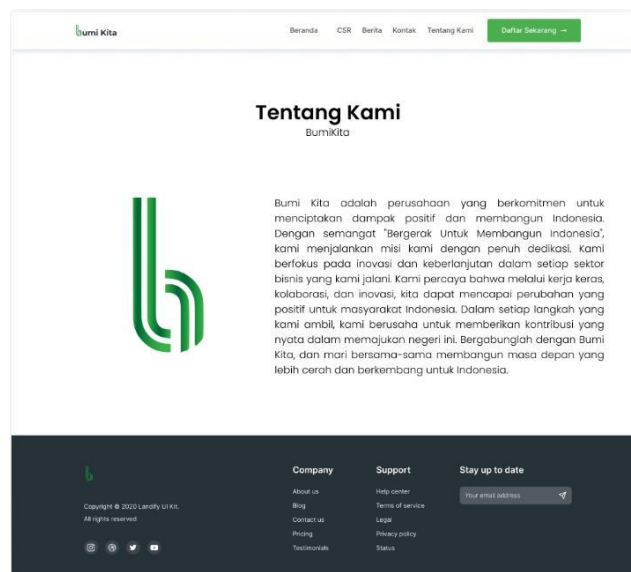 bumi Kita
Beranda CSR Berita Kontak Tentang Kami Daftar Sekarang →
Tentang Kami
BumiKita
Bumi Kita adalah perusahaan yang berkomitmen untuk
menciptakan dampak positif dan membangun Indonesia.
Dengan semangat "Bergerak Untuk Membangun Indonesia",
kami menjalankan misi kami dengan penuh dedikasi. Kami
berfokus pada inovasi dan keberlanjutan dalam setiap sektor
bisnis yang kami jalani. Kami percaya bahwa melalui kerja keras,
kolaborasi, dan inovasi, kita dapat mencapai perubahan yang
positif untuk masyarakat Indonesia. Dalam setiap langkah yang
kami ambil, kami berusaha untuk memberikan kontribusi yang
nyata dalam memajukan negeri ini. Bergabunglah dengan Bumi
Kita, dan mari bersama-sama membangun masa depan yang
lebih cerah dan berkembang untuk Indonesia.
Copyright © 2020 Landify UI Kit.
All rights reserved
Company
About us
Blog
Contact us
Pricing
Testimonials
Support
Help center
Terms of service
Legal
Privacy policy
Status
Stay up to date
Your email address